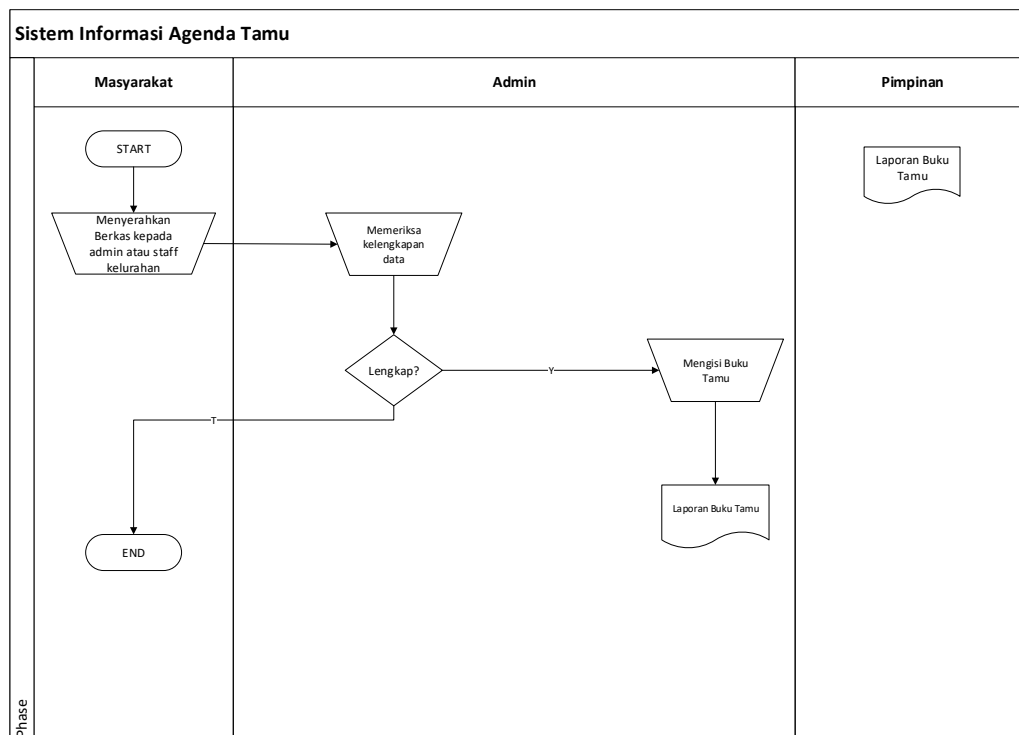 Sistem Informasi Agenda Tamu
Masyarakat
Admin
Pimpinan
START
Laporan Buku
Tamu
Menyerahkan
Berkas kepada
admin atau staff
kelurahan
Memeriksa
kelengkapan
data
Lengkap?
Y
Mengisi Buku
Tamu
T
Laporan Buku Tamu
END
Phase